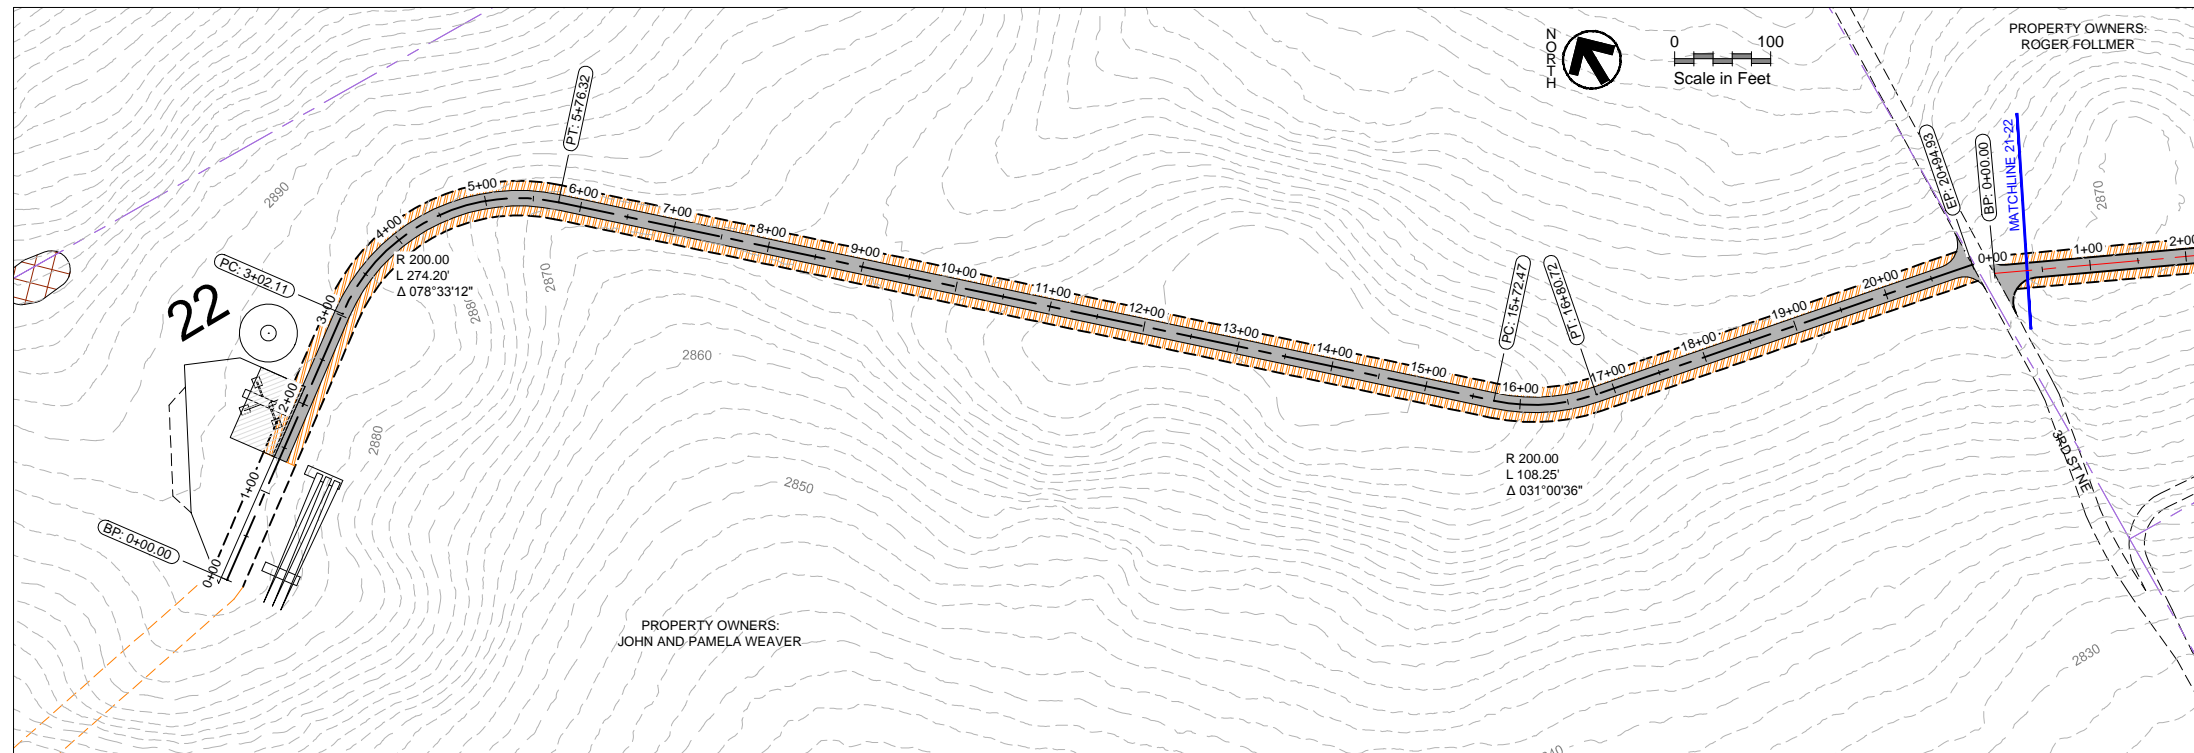 NORTH
0 100
Scale in Feet
PROPERTY OWNERS:
ROGER FOLLMER
PT: 5+76.32
EP: 20+94.93
BP: 0+00.00
MATCHLINE 21-22
2890
2870
5+00
6+00
7+00
8+00
9+00
10+00
11+00
12+00
13+00
14+00
15+00
16+00
17+00
18+00
19+00
20+00
0+00
1+00
2+00
4+00
R 200.00
L 274.20'
Δ 078°33'12"
PC: 3+02.11
3+00
22
2870
2880
2860
PC: 15+72.47
PT: 16+80.72
2+00
2880
1+00
2850
R 200.00
L 108.25'
Δ 031°00'36"
3RD ST NE
BP: 0+00.00
0+00
PROPERTY OWNERS:
JOHN AND PAMELA WEAVER
2830